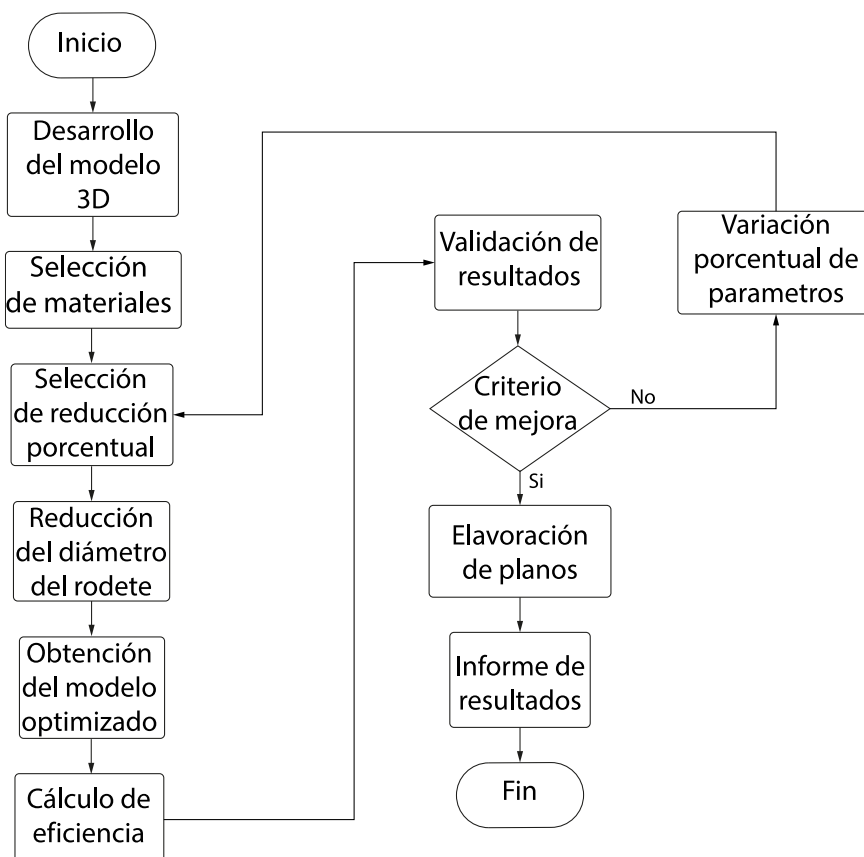 Inicio
Desarrollo
del modelo
3D
Selección
de materiales
Selección
de reducción
porcentual
Reducción
del diámetro
del rodete
Obtención
del modelo
optimizado
Cálculo de
eficiencia
Validación de
resultados
Criterio
de mejora
No
Variación
porcentual de
parametros
Si
Elavoración
de planos
Informe de
resultados
Fin